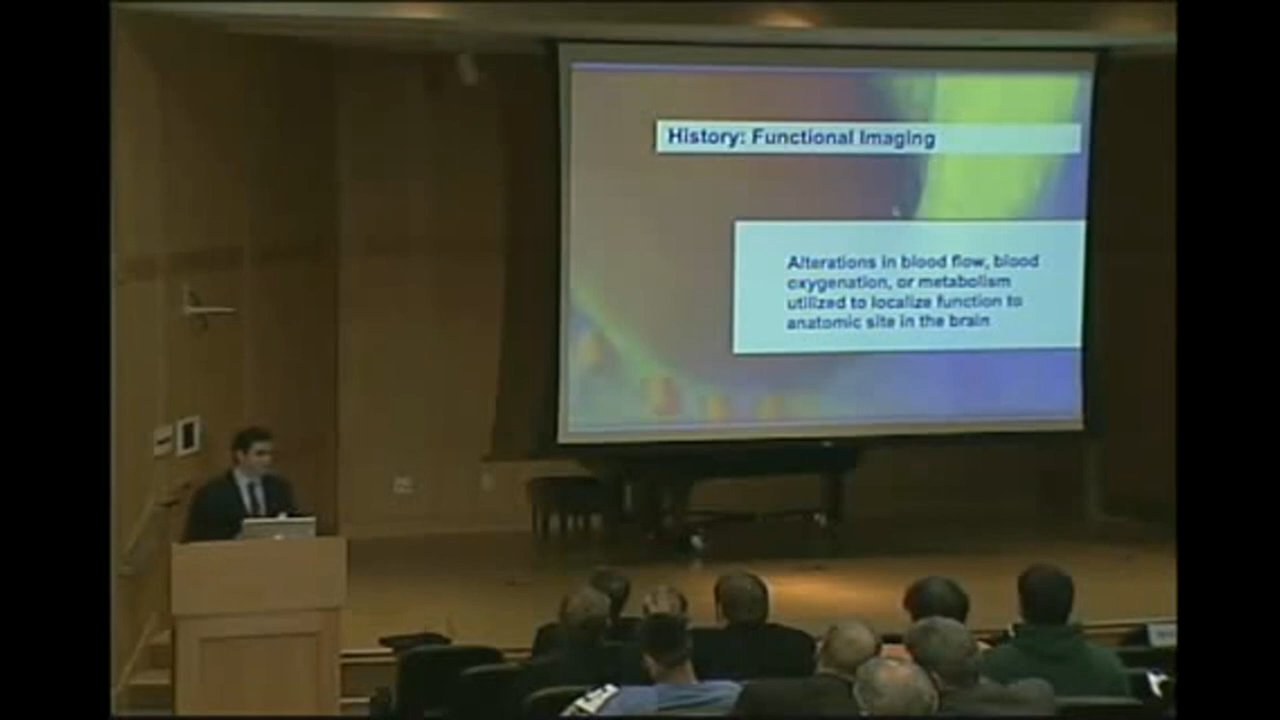 History: Functional Imaging
Alterations in blood flow, blood
oxygenation, or metabolism
utilized to localize function to
anatomic site in the brain